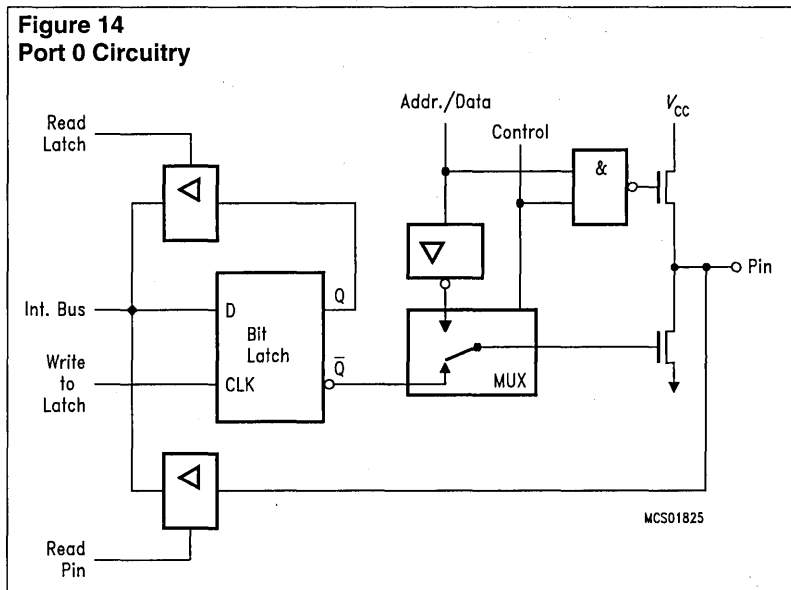 Figure 14
Port 0 Circuitry
Addr./Data
V_CC
Read
Latch
Control
&
Pin
Int. Bus
D
Q
Bit
Latch
Write
to
Latch
CLK
Q̅
MUX
MCS01825
Read
Pin